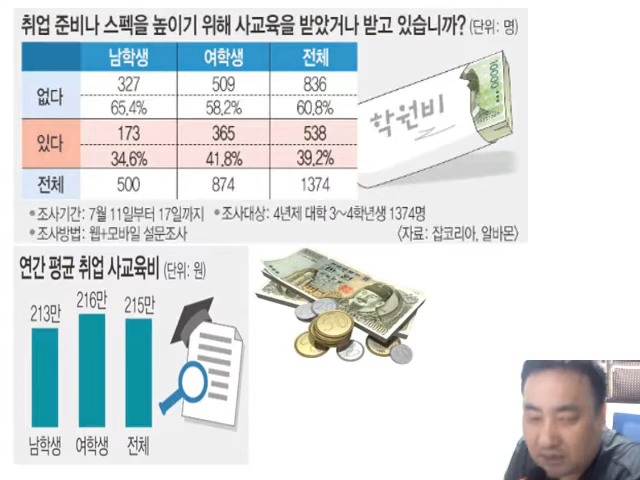 취업 준비나 스펙을 높이기 위해 사교육을 받았거나 받고 있습니까? (단위: 명)
남학생 여학생 전체
없다 327 509 836
65.4% 58.2% 60.8%
있다 173 365 538
34.6% 41.8% 39.2%
전체 500 874 1374
학원비
10000
•조사기간: 7월 11일부터 17일까지 •조사대상: 4년제 대학 3~4학년생 1374명
•조사방법: 웹+모바일 설문조사 〈자료: 잡코리아, 알바몬〉
연간 평균 취업 사교육비 (단위: 원)
213만 216만 215만
남학생 여학생 전체